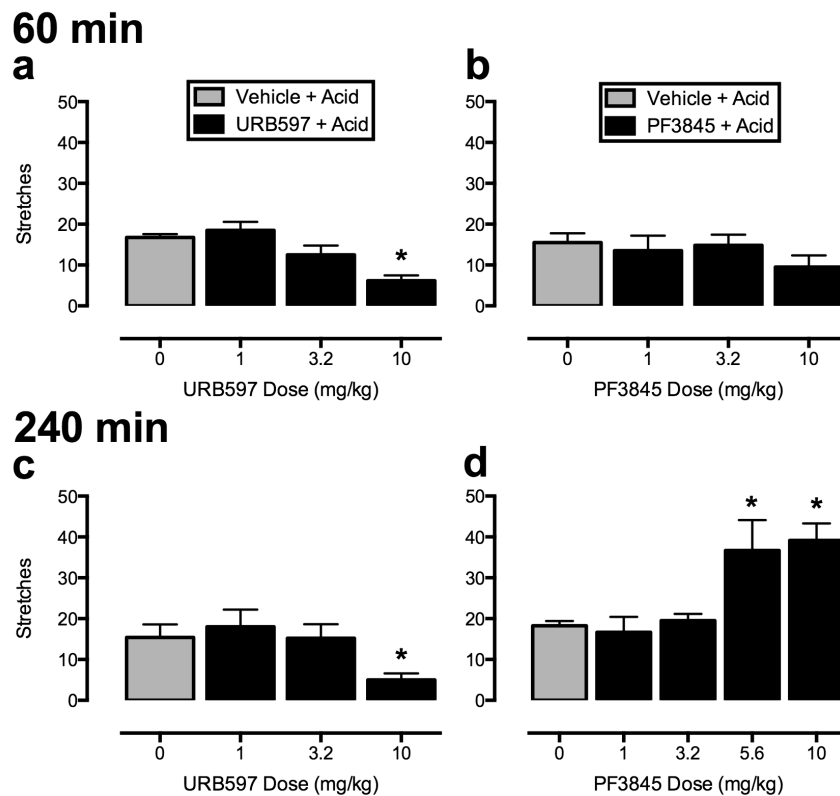 60 min
a
b
Vehicle + Acid
URB597 + Acid
Vehicle + Acid
PF3845 + Acid
Stretches
50
40
30
20
10
0
50
40
30
20
10
0
*
0 1 3.2 10
0 1 3.2 10
URB597 Dose (mg/kg)
PF3845 Dose (mg/kg)
240 min
c
d
Stretches
50
40
30
20
10
0
50
40
30
20
10
0
*
* *
0 1 3.2 10
0 1 3.2 5.6 10
URB597 Dose (mg/kg)
PF3845 Dose (mg/kg)